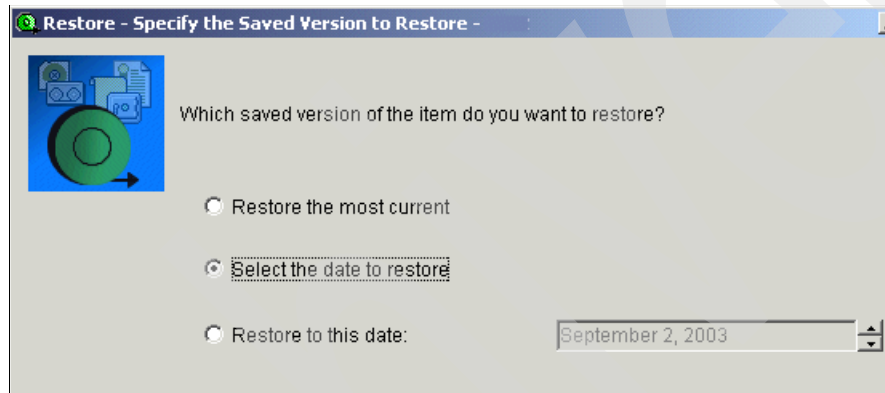 Restore - Specify the Saved Version to Restore -
Which saved version of the item do you want to restore?
Restore the most current
Select the date to restore
Restore to this date:
September 2, 2003